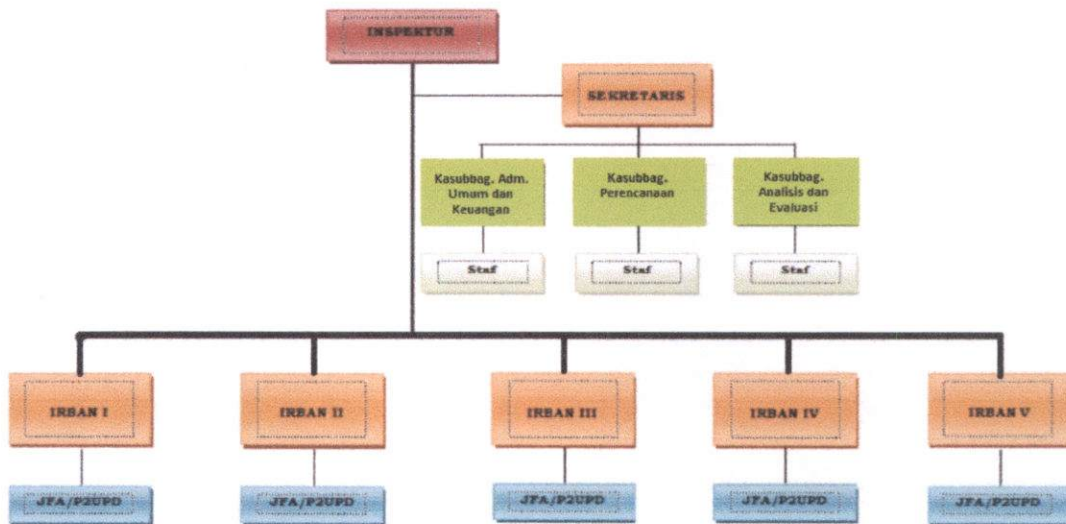 INSPEKTUR
SEKRETARIS
Kasubbag. Adm.
Umum dan
Keuangan
Kasubbag.
Perencanaan
Kasubbag.
Analisis dan
Evaluasi
Staf
Staf
Staf
IRBAN I
IRBAN II
IRBAN III
IRBAN IV
IRBAN V
JFA/P2UPD
JFA/P2UPD
JFA/P2UPD
JFA/P2UPD
JFA/P2UPD